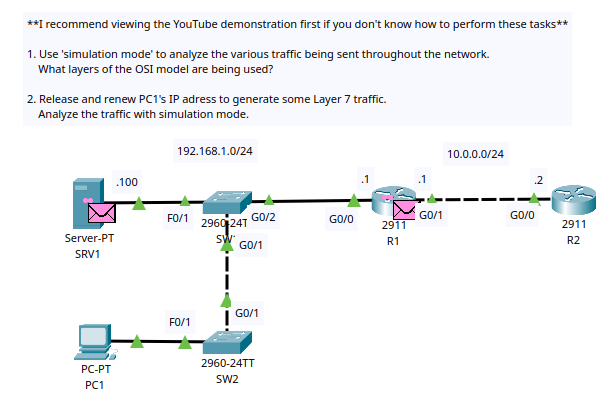 **I recommend viewing the YouTube demonstration first if you don't know how to perform these tasks**
1. Use 'simulation mode' to analyze the various traffic being sent throughout the network.
What layers of the OSI model are being used?
2. Release and renew PC1's IP adress to generate some Layer 7 traffic.
Analyze the traffic with simulation mode.
192.168.1.0/24
10.0.0.0/24
.100
.1
.1
.2
F0/1
2960-24T
SW1
G0/2
G0/0
2911
R1
G0/1
G0/0
2911
R2
Server-PT
SRV1
G0/1
G0/1
F0/1
PC-PT
PC1
2960-24TT
SW2